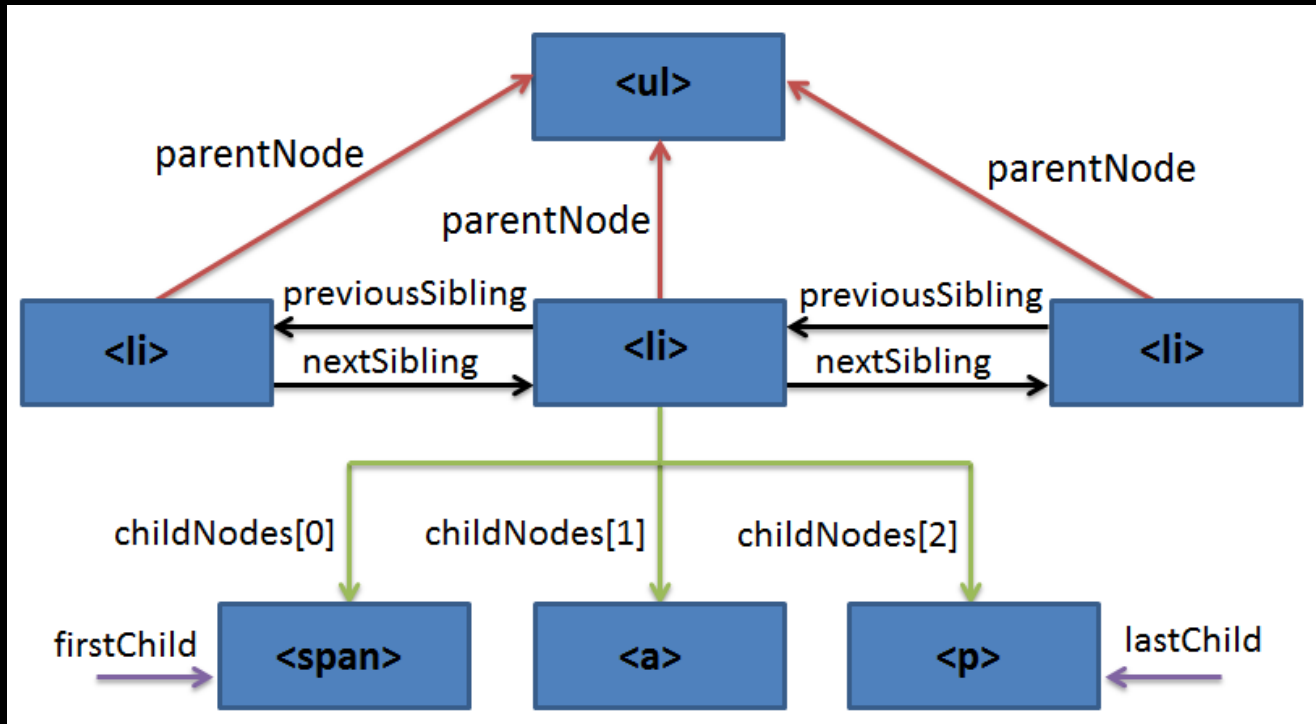 <ul>
parentNode
parentNode
parentNode
previousSibling
previousSibling
<li>
<li>
<li>
nextSibling
nextSibling
childNodes[0]
childNodes[1]
childNodes[2]
firstChild
<span>
<a>
<p>
lastChild